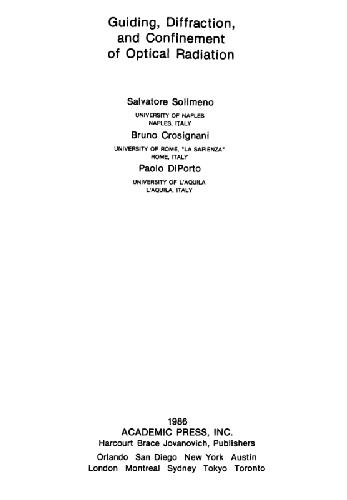 Guiding, Diffraction,
and Confinement
of Optical Radiation
Salvatore Solimeno
UNIVERSITY OF NAPLES
NAPLES, ITALY
Bruno Crosignani
UNIVERSITY OF ROME, "LA SAPIENZA"
ROME, ITALY
Paolo DiPorto
UNIVERSITY OF L'AQUILA
L'AQUILA, ITALY
1986
ACADEMIC PRESS, INC.
Harcourt Brace Jovanovich, Publishers
Orlando San Diego New York Austin
London Montreal Sydney Tokyo Toronto